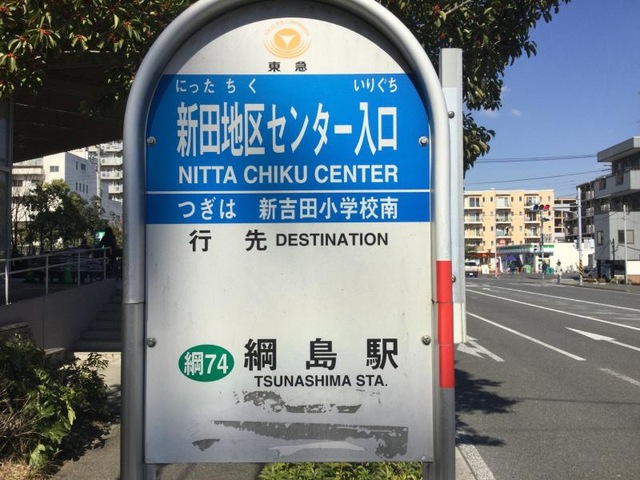 東急
にったちく いりぐち
新田地区センター入口
NITTA CHIKU CENTER
つぎは 新吉田小学校南
行先 DESTINATION
綱74 綱島駅
TSUNASHIMA STA.